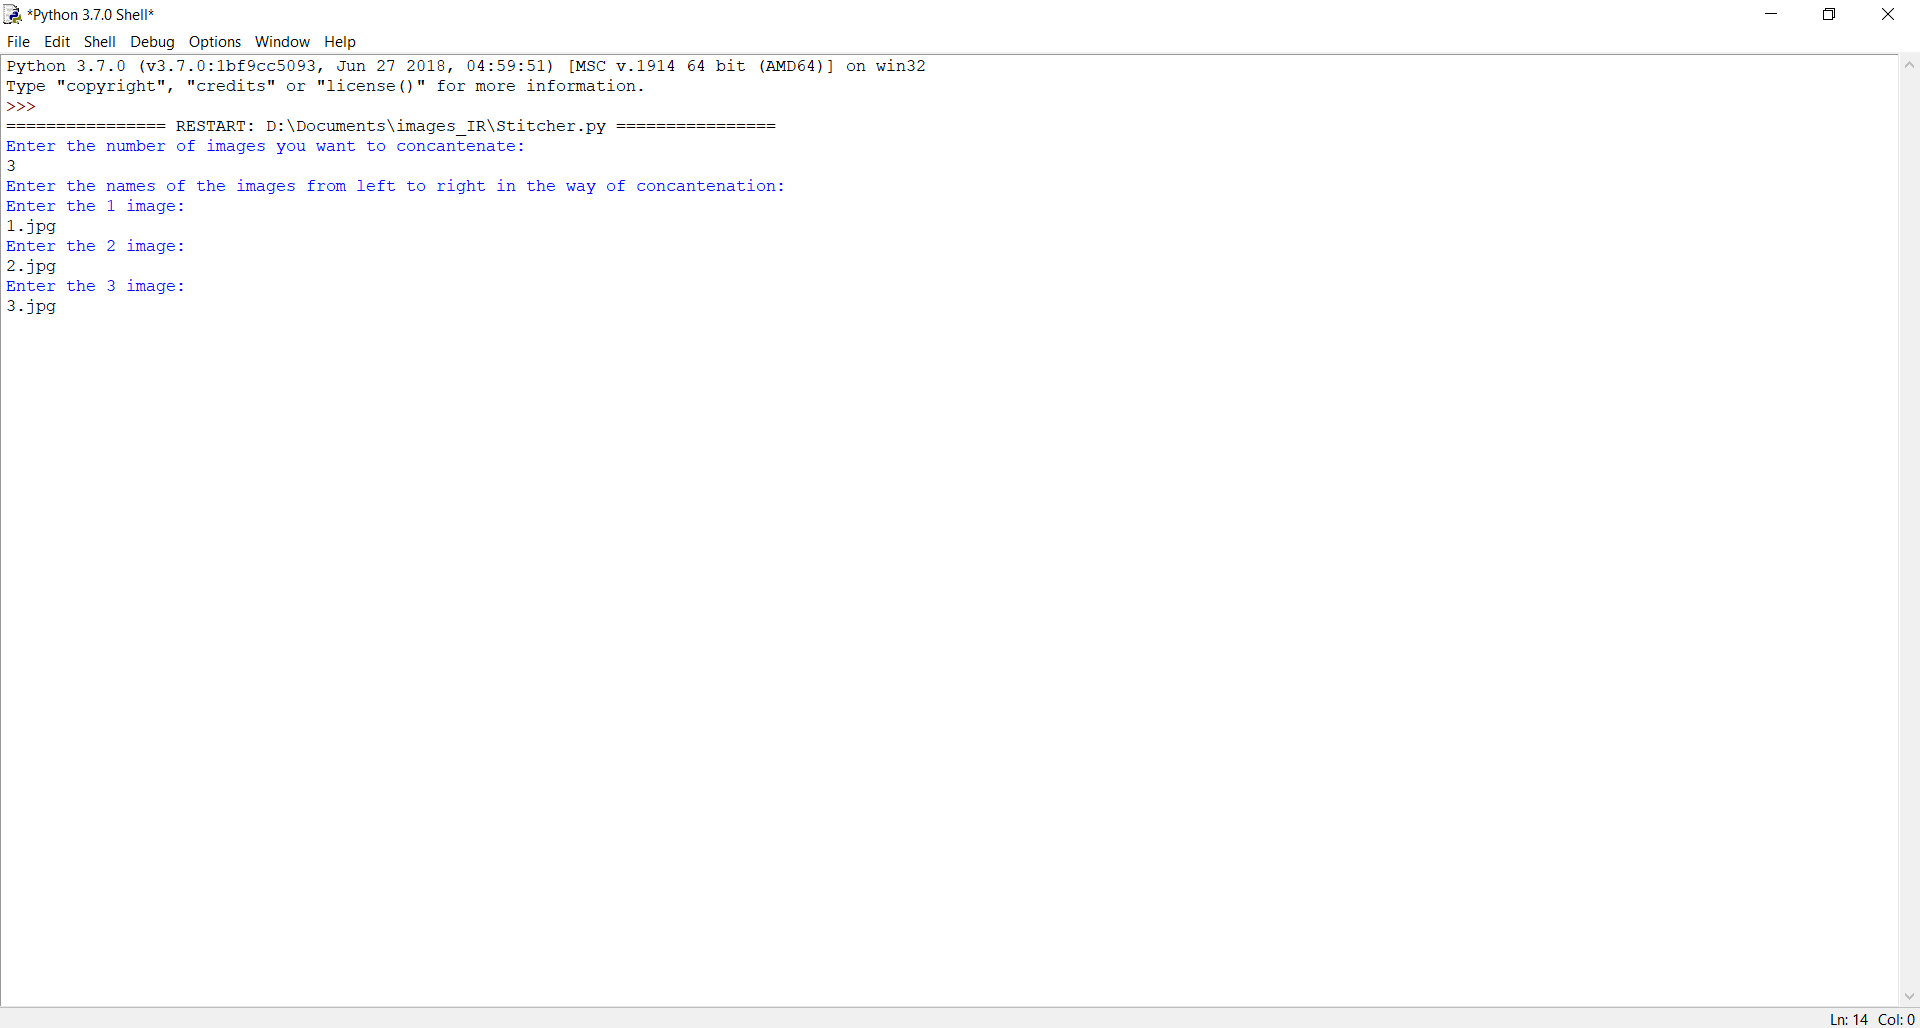 *Python 3.7.0 Shell*
File Edit Shell Debug Options Window Help
Python 3.7.0 (v3.7.0:1bf9cc5093, Jun 27 2018, 04:59:51) [MSC v.1914 64 bit (AMD64)] on win32
Type "copyright", "credits" or "license()" for more information.
>>>
================ RESTART: D:\Documents\images_IR\Stitcher.py ================
Enter the number of images you want to concantenate:
3
Enter the names of the images from left to right in the way of concantenation:
Enter the 1 image:
1.jpg
Enter the 2 image:
2.jpg
Enter the 3 image:
3.jpg
Ln: 14 Col: 0